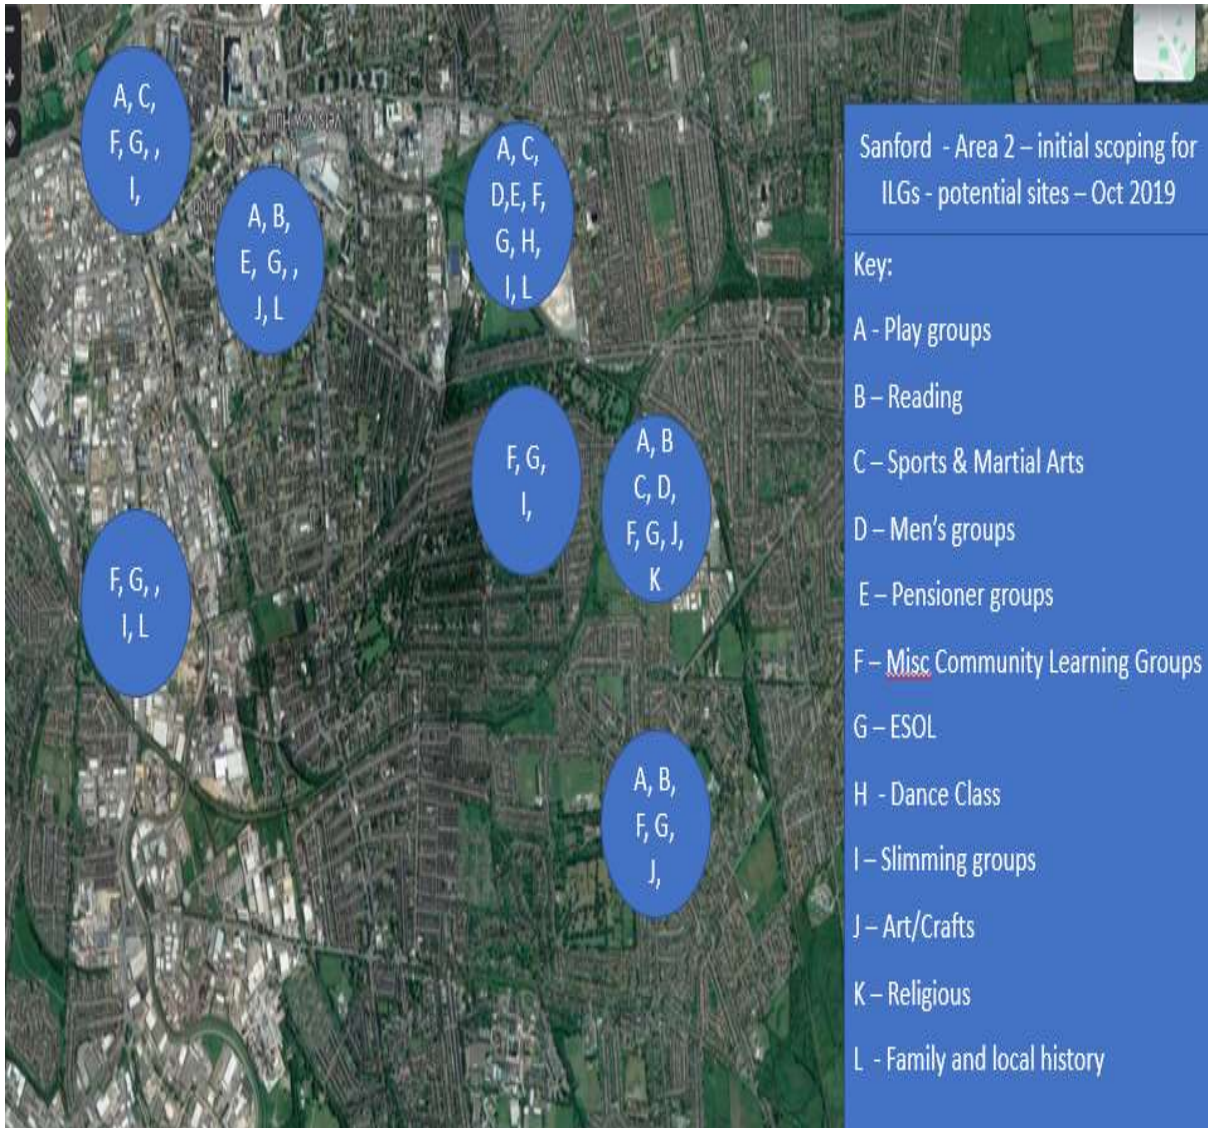 A, C,
F, G, ,
I,
A, B,
E, G, ,
J, L
A, C,
D,E, F,
G, H,
I, L
F, G,
I,
A, B
C, D,
F, G, J,
K
F, G, ,
I, L
A, B,
F, G,
J,
Sanford - Area 2 – initial scoping for
ILGs - potential sites – Oct 2019
Key:
A - Play groups
B – Reading
C – Sports & Martial Arts
D – Men's groups
E – Pensioner groups
F – Misc Community Learning Groups
G – ESOL
H - Dance Class
I – Slimming groups
J – Art/Crafts
K – Religious
L - Family and local history